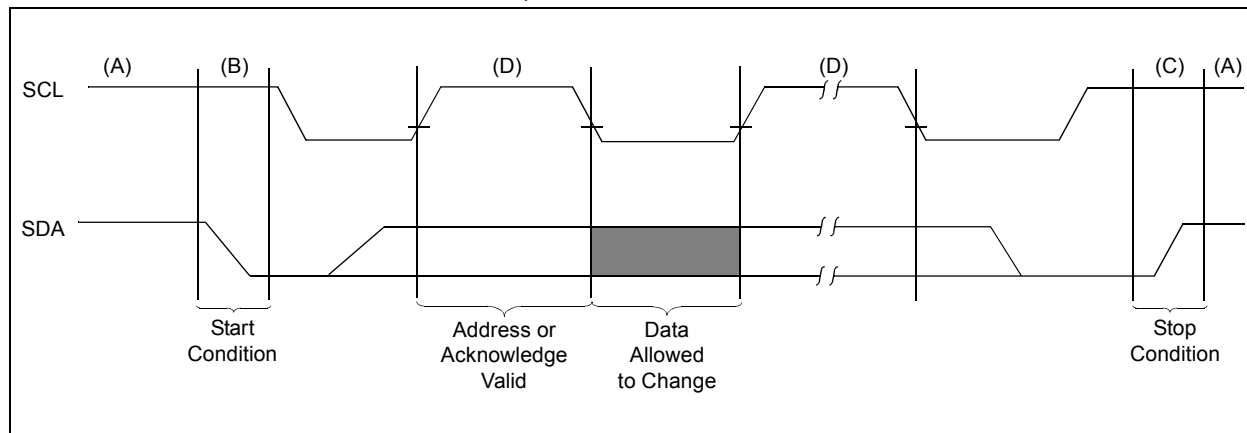 (A) (B) (D) (D) (C) (A)
SCL
SDA
Start
Condition
Address or
Acknowledge
Valid
Data
Allowed
to Change
Stop
Condition